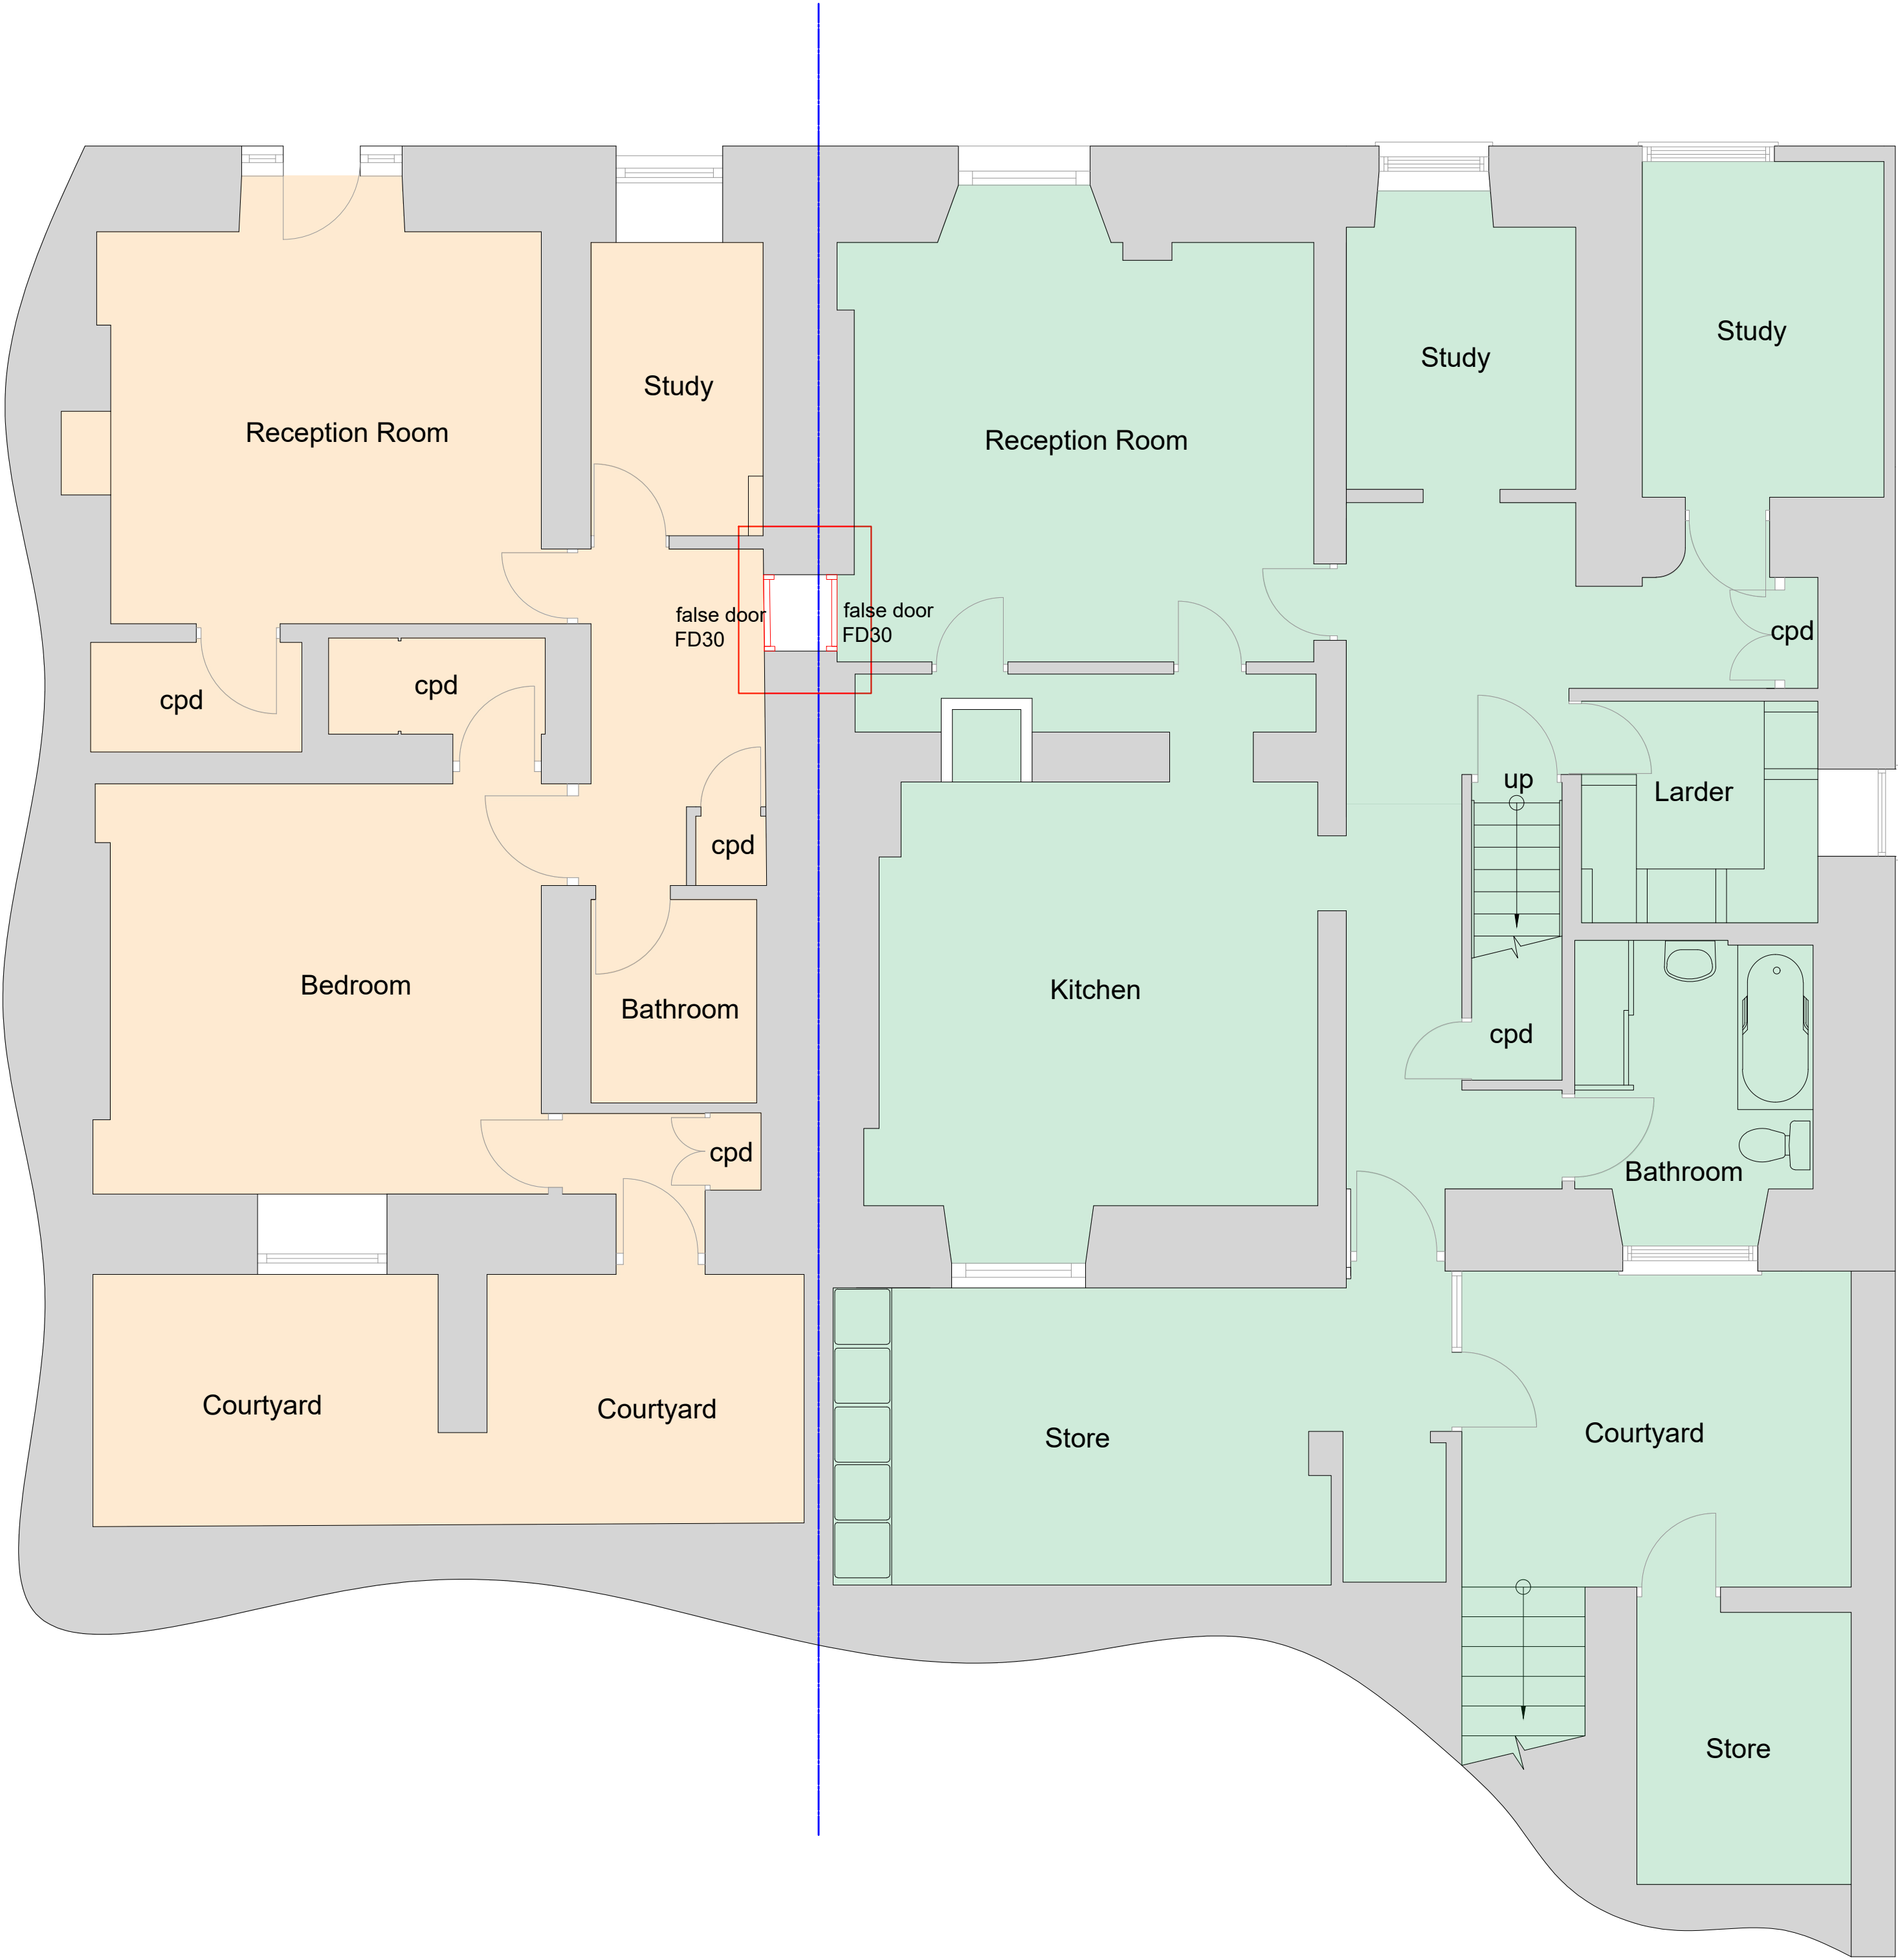 Study
Study
Study
Reception Room
Reception Room
false door
FD30
false door
FD30
cpd
cpd
cpd
up
Larder
cpd
Bedroom
Kitchen
Bathroom
cpd
cpd
Bathroom
Courtyard
Courtyard
Store
Courtyard
Store